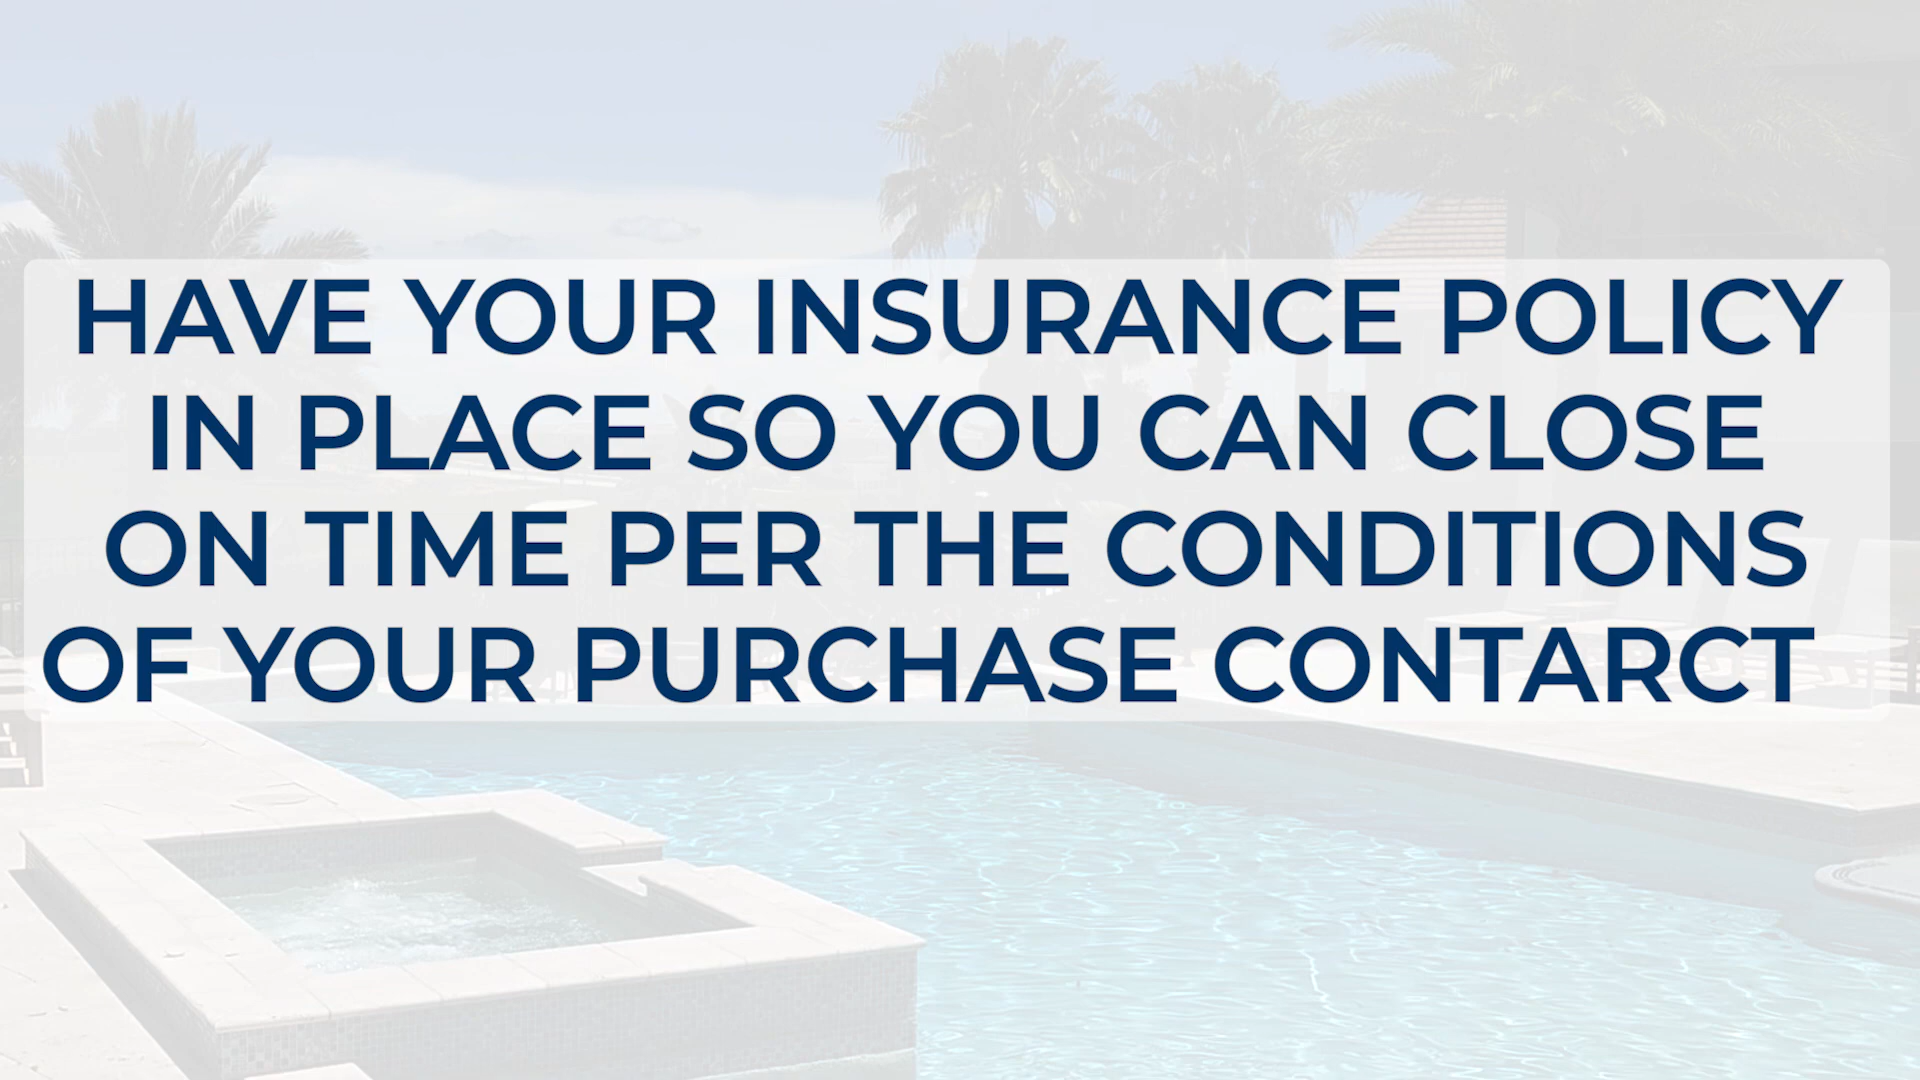 HAVE YOUR INSURANCE POLICY
IN PLACE SO YOU CAN CLOSE
ON TIME PER THE CONDITIONS
OF YOUR PURCHASE CONTARCT